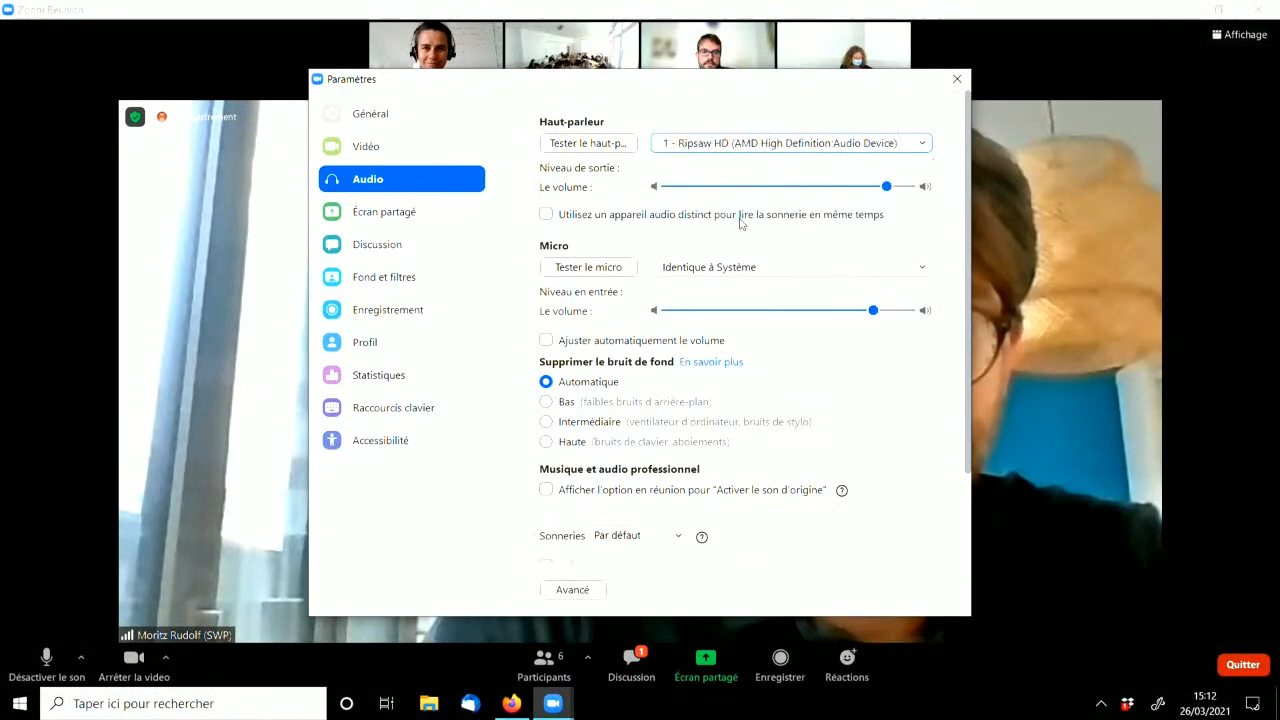 Zoom Réunion
Affichage
Paramètres
Général
Vidéo
Audio
Écran partagé
Discussion
Fond et filtres
Enregistrement
Profil
Statistiques
Raccourcis clavier
Accessibilité
Haut-parleur
Tester le haut-p...
1 - Ripsaw HD (AMD High Definition Audio Device)
Niveau de sortie :
Le volume :
Utilisez un appareil audio distinct pour lire la sonnerie en même temps
Micro
Tester le micro
Identique à Système
Niveau en entrée :
Le volume :
Ajuster automatiquement le volume
Supprimer le bruit de fond En savoir plus
Automatique
Bas (faibles bruits d'arrière-plan)
Intermédiaire (ventilateur d'ordinateur, bruits de stylo)
Haute (bruits de clavier, aboiements)
Musique et audio professionnel
Afficher l'option en réunion pour "Activer le son d'origine" ?
Sonneries Par défaut ?
Avancé
Moritz Rudolf (SWP)
Désactiver le son
Arrêter la video
6
Participants
1
Discussion
Écran partagé
Enregistrer
Réactions
Quitter
Taper ici pour rechercher
15:12
26/03/2021